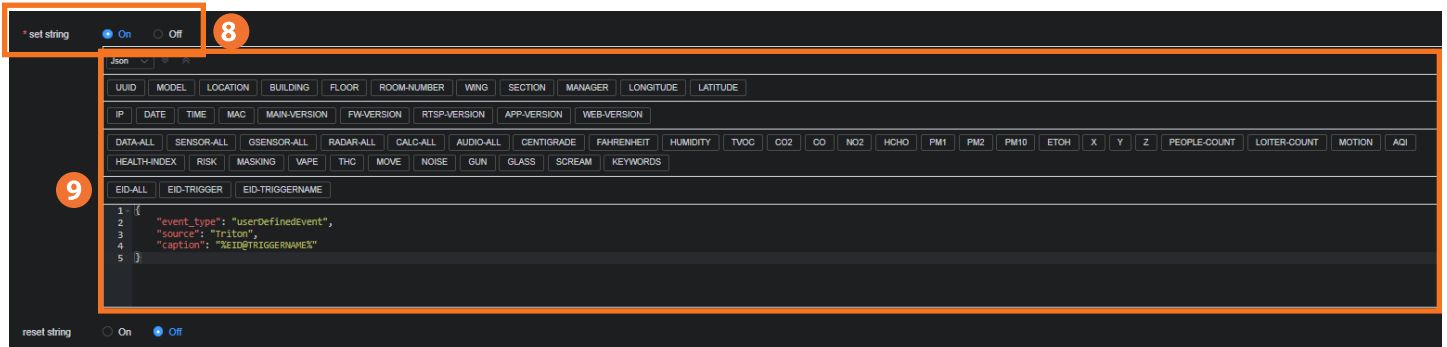 * set string On Off 8
Json
UUID MODEL LOCATION BUILDING FLOOR ROOM-NUMBER WING SECTION MANAGER LONGITUDE LATITUDE
IP DATE TIME MAC MAIN-VERSION FW-VERSION RTSP-VERSION APP-VERSION WEB-VERSION
DATA-ALL SENSOR-ALL GSENSOR-ALL RADAR-ALL CALC-ALL AUDIO-ALL CENTIGRADE FAHRENHEIT HUMIDITY TVOC CO2 CO NO2 HCHO PM1 PM2 PM10 ETOH X Y Z PEOPLE-COUNT LOITER-COUNT MOTION AQI
HEALTH-INDEX RISK MASKING VAPE THC MOVE NOISE GUN GLASS SCREAM KEYWORDS
9
EID-ALL EID-TRIGGER EID-TRIGGERNAME
1 {
2 "event_type": "userDefinedEvent",
3 "source": "Triton",
4 "caption": "%EID@TRIGGERNAME%"
5 }
reset string On Off